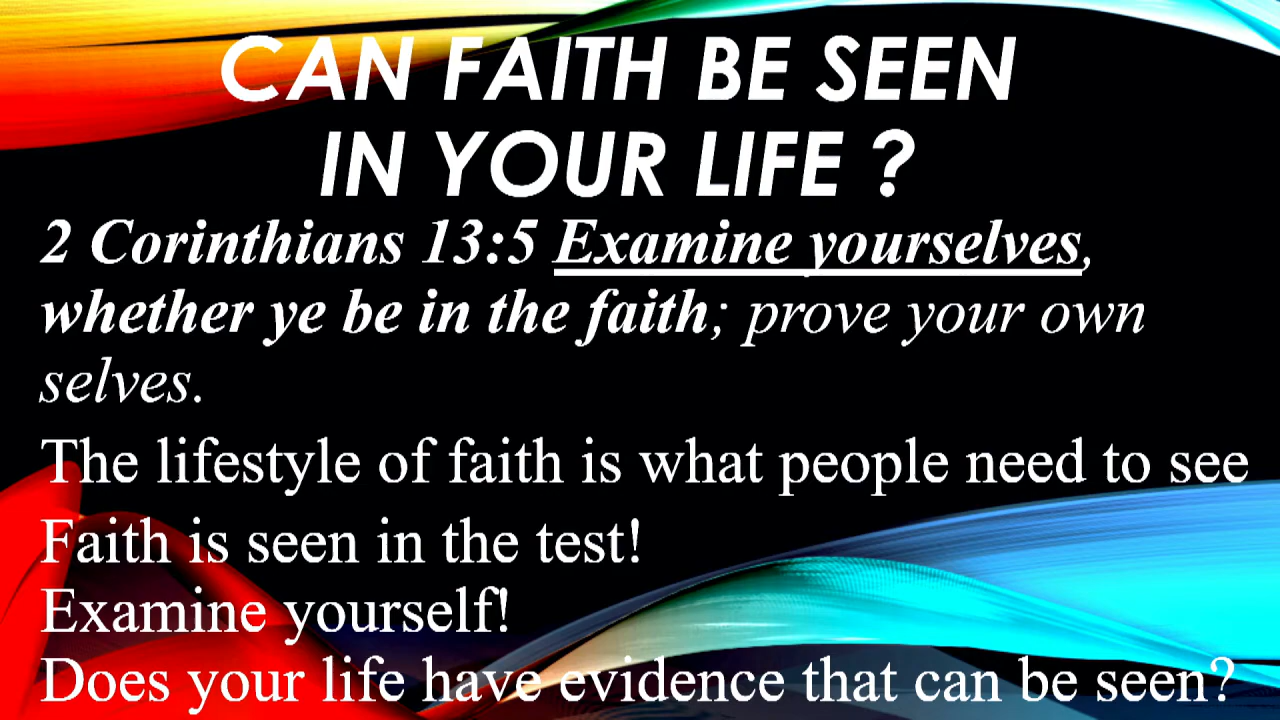 CAN FAITH BE SEEN
IN YOUR LIFE ?
2 Corinthians 13:5 Examine yourselves,
whether ye be in the faith; prove your own
selves.
The lifestyle of faith is what people need to see
Faith is seen in the test!
Examine yourself!
Does your life have evidence that can be seen?